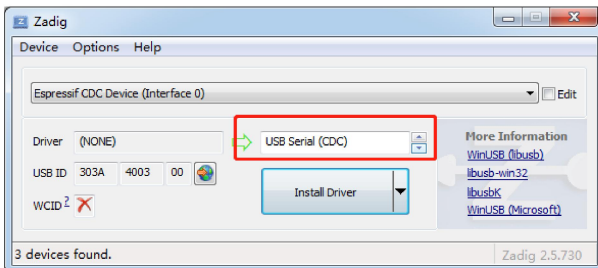 Zadig
Device Options Help
Espressif CDC Device (Interface 0)
Edit
Driver (NONE) USB Serial (CDC)
More Information
WinUSB (libusb)
USB ID 303A 4003 00
libusb-win32
Install Driver
libusbK
WCID ?
WinUSB (Microsoft)
3 devices found. Zadig 2.5.730